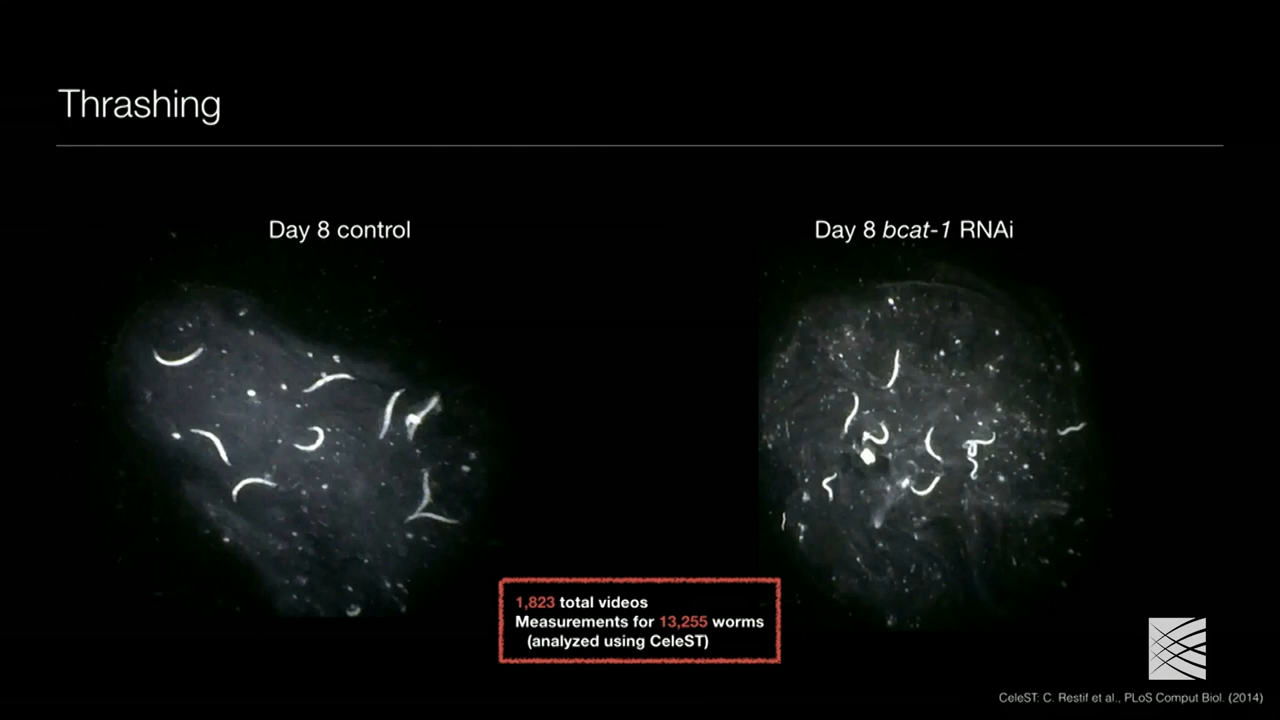 Thrashing
Day 8 control
Day 8 bcat-1 RNAi
1,823 total videos
Measurements for 13,255 worms
(analyzed using CeleST)
CeleST: C. Restif et al., PLoS Comput Biol. (2014)